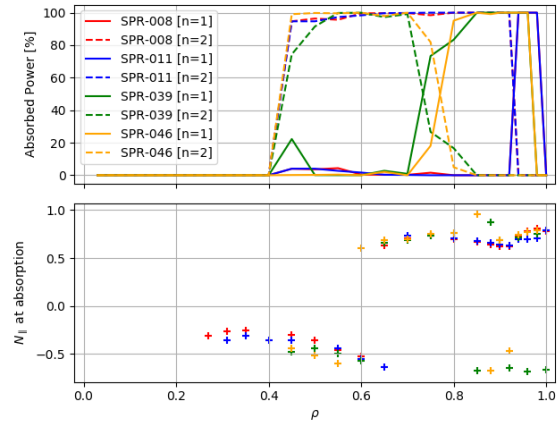 100
80
60
40
20
0
Absorbed Power [%]
SPR-008 [n=1]
SPR-008 [n=2]
SPR-011 [n=1]
SPR-011 [n=2]
SPR-039 [n=1]
SPR-039 [n=2]
SPR-046 [n=1]
SPR-046 [n=2]
1.0
0.5
0.0
−0.5
N∥ at absorption
0.0 0.2 0.4 0.6 0.8 1.0
ρ